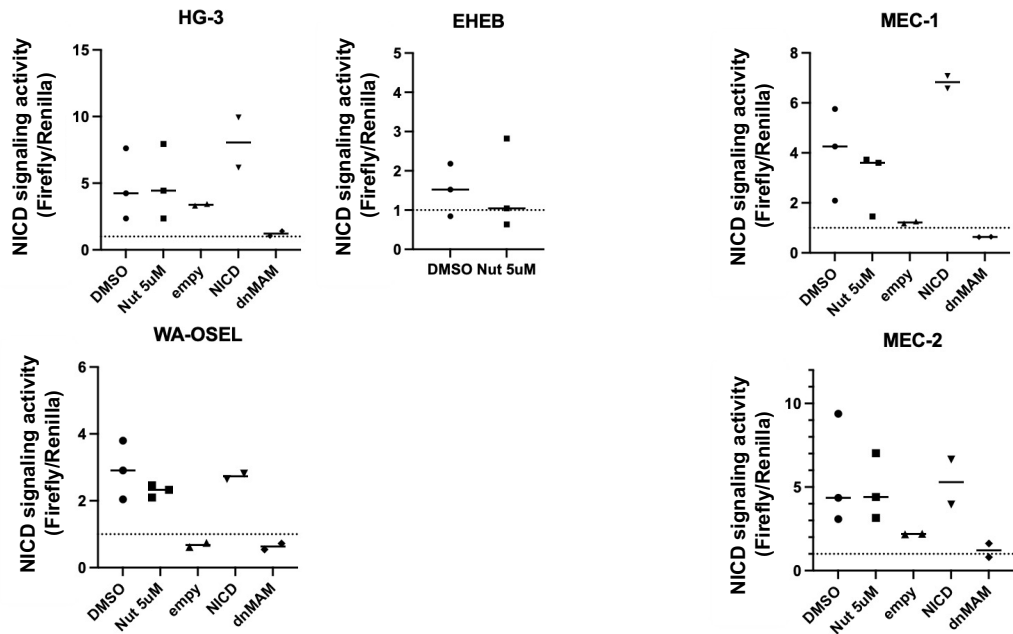 HG-3
NICD signaling activity
(Firefly/Renilla)
15
10
5
0
DMSO
Nut 5uM
empy
NICD
dnMAM
EHEB
NICD signaling activity
(Firefly/Renilla)
5
4
3
2
1
0
DMSO Nut 5uM
MEC-1
NICD signaling activity
(Firefly/Renilla)
8
6
4
2
0
DMSO
Nut 5uM
empy
NICD
dnMAM
WA-OSEL
NICD signaling activity
(Firefly/Renilla)
6
4
2
0
DMSO
Nut 5uM
empy
NICD
dnMAM
MEC-2
NICD signaling activity
(Firefly/Renilla)
10
5
0
DMSO
Nut 5uM
empy
NICD
dnMAM